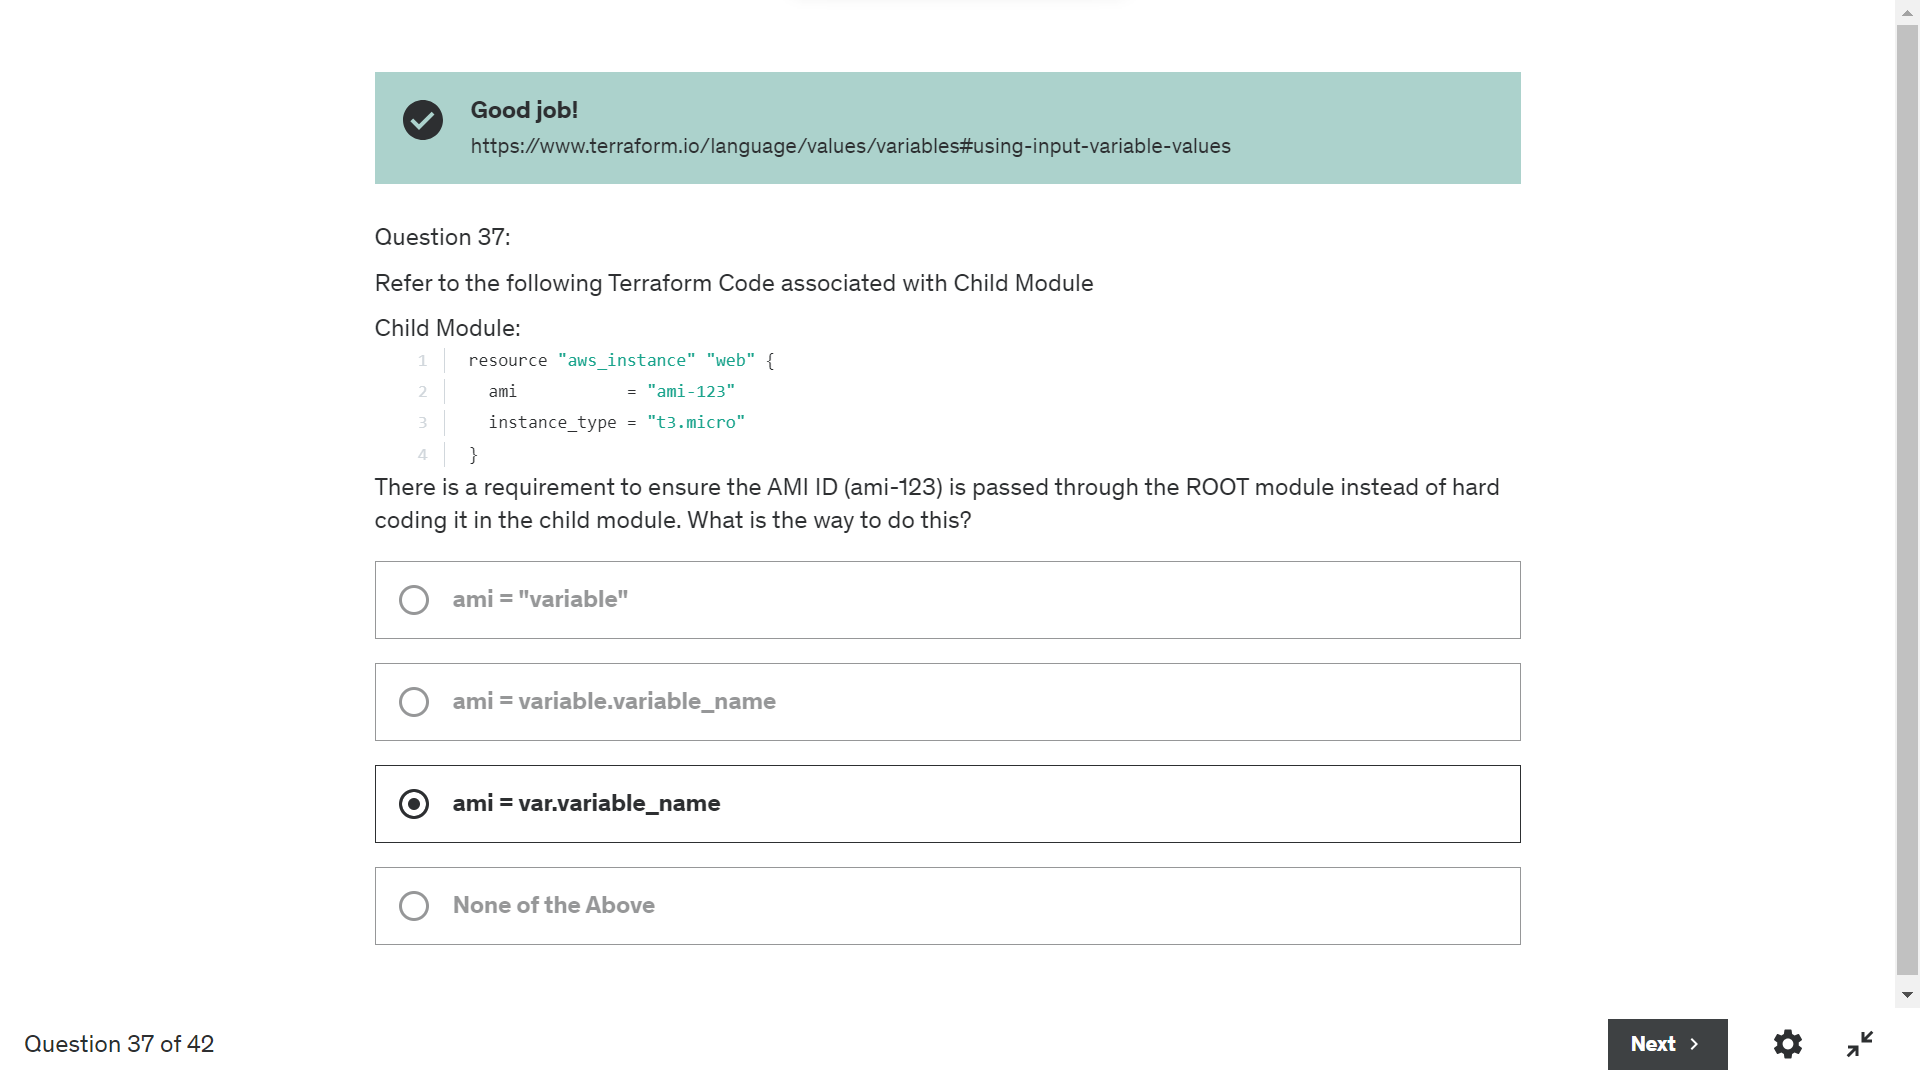 Good job!
https://www.terraform.io/language/values/variables#using-input-variable-values
Question 37:
Refer to the following Terraform Code associated with Child Module
Child Module:
1 resource "aws_instance" "web" {
2 ami = "ami-123"
3 instance_type = "t3.micro"
4 }
There is a requirement to ensure the AMI ID (ami-123) is passed through the ROOT module instead of hard
coding it in the child module. What is the way to do this?
ami = "variable"
ami = variable.variable_name
ami = var.variable_name
None of the Above
Question 37 of 42
Next